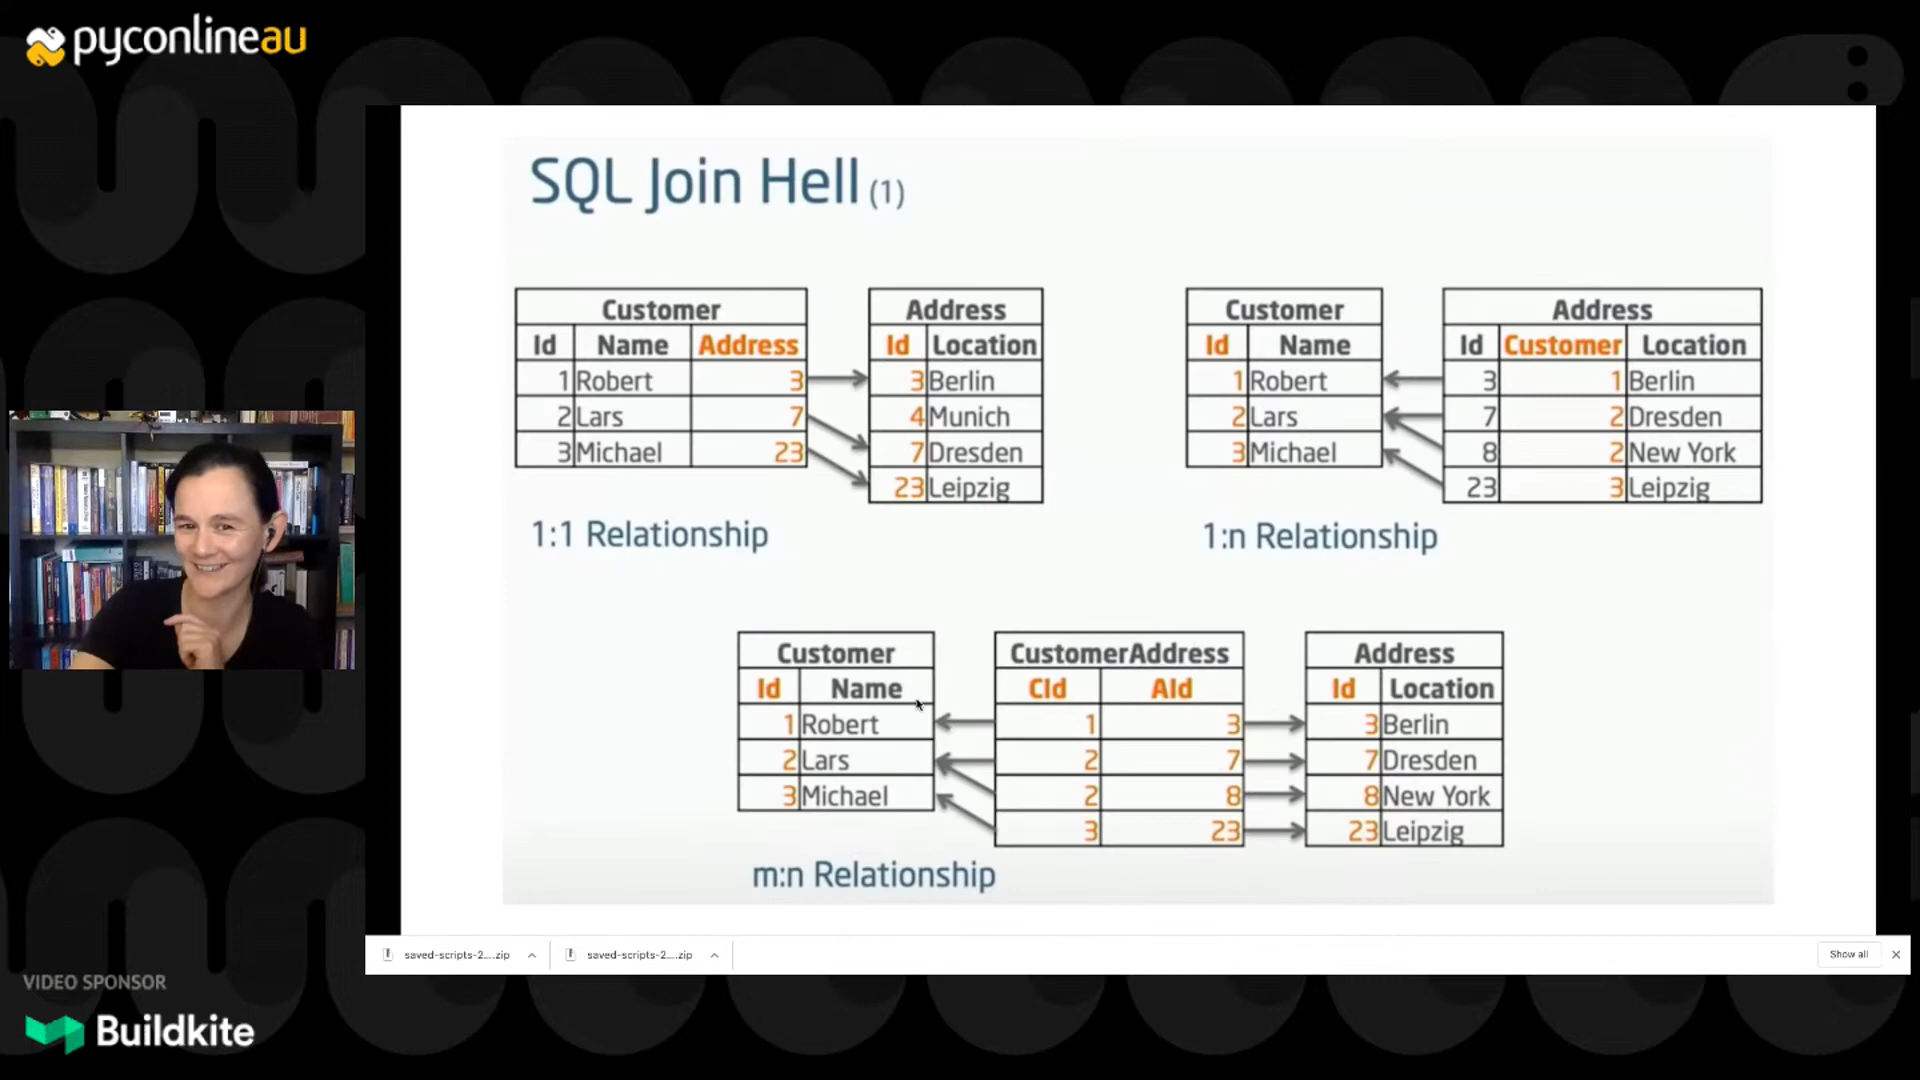 pyconlineau
SQL Join Hell (1)
Customer
Id Name Address
1 Robert 3
2 Lars 7
3 Michael 23
Address
Id Location
3 Berlin
4 Munich
7 Dresden
23 Leipzig
1:1 Relationship
Customer
Id Name
1 Robert
2 Lars
3 Michael
Address
Id Customer Location
3 1 Berlin
7 2 Dresden
8 2 New York
23 3 Leipzig
1:n Relationship
Customer
Id Name
1 Robert
2 Lars
3 Michael
CustomerAddress
CId AId
1 3
2 7
2 8
3 23
Address
Id Location
3 Berlin
7 Dresden
8 New York
23 Leipzig
m:n Relationship
saved-scripts-2....zip
saved-scripts-2....zip
Show all
VIDEO SPONSOR
Buildkite